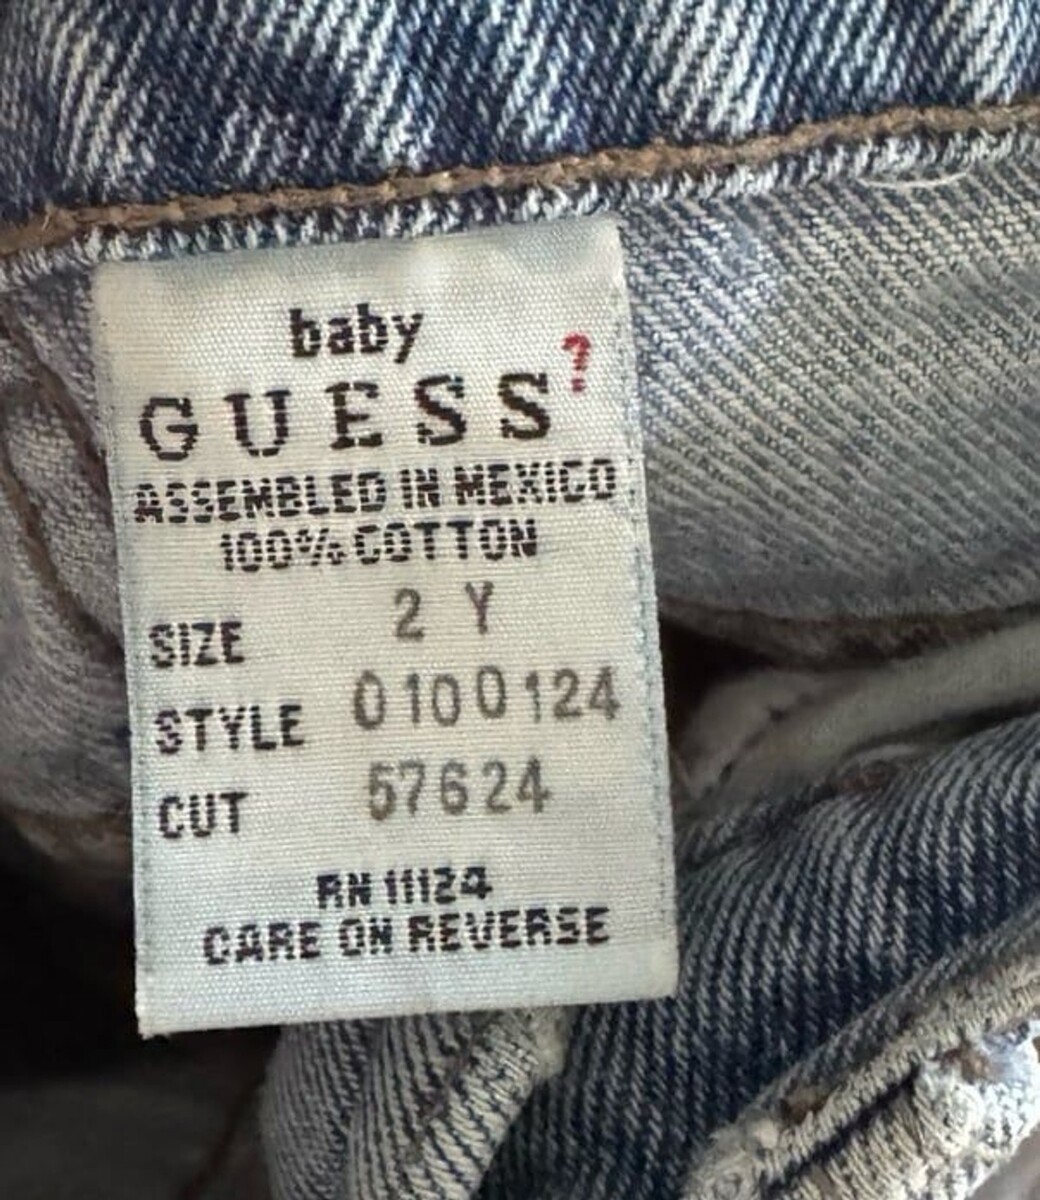 baby
GUESS?
ASSEMBLED IN MEXICO
100% COTTON
SIZE 2 Y
STYLE 0100124
CUT 57624
RN 11124
CARE ON REVERSE